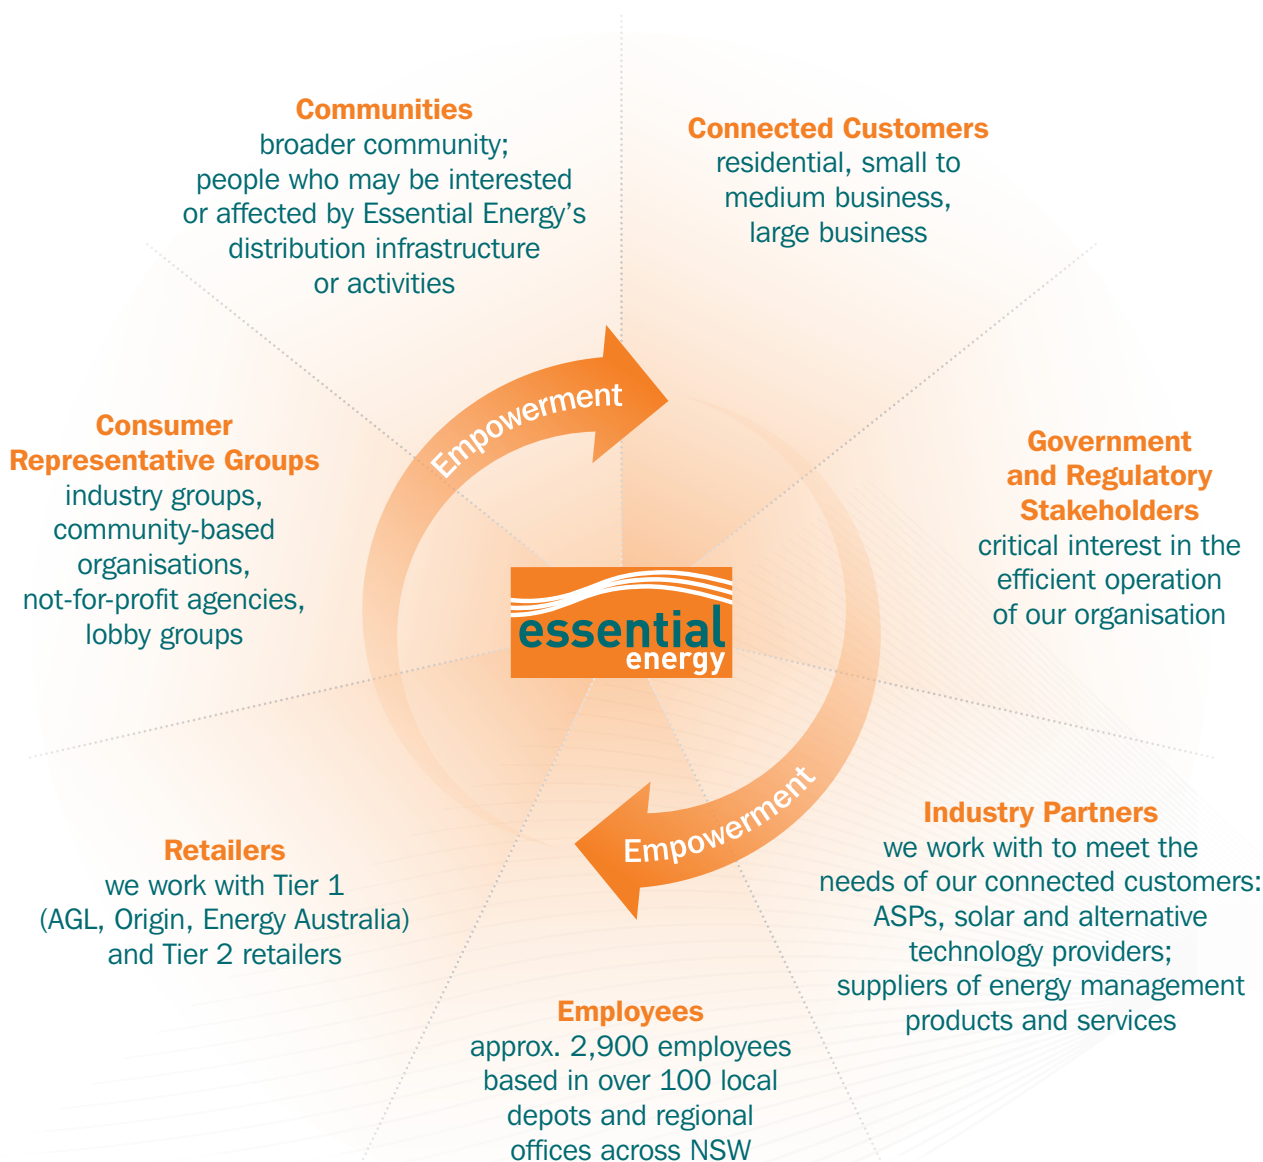 Communities
broader community;
people who may be interested
or affected by Essential Energy’s
distribution infrastructure
or activities
Connected Customers
residential, small to
medium business,
large business
Empowerment
Consumer
Representative Groups
industry groups,
community-based
organisations,
not-for-profit agencies,
lobby groups
Government
and Regulatory
Stakeholders
critical interest in the
efficient operation
of our organisation
essential
energy
Empowerment
Retailers
we work with Tier 1
(AGL, Origin, Energy Australia)
and Tier 2 retailers
Industry Partners
we work with to meet the
needs of our connected customers:
ASPs, solar and alternative
technology providers;
suppliers of energy management
products and services
Employees
approx. 2,900 employees
based in over 100 local
depots and regional
offices across NSW